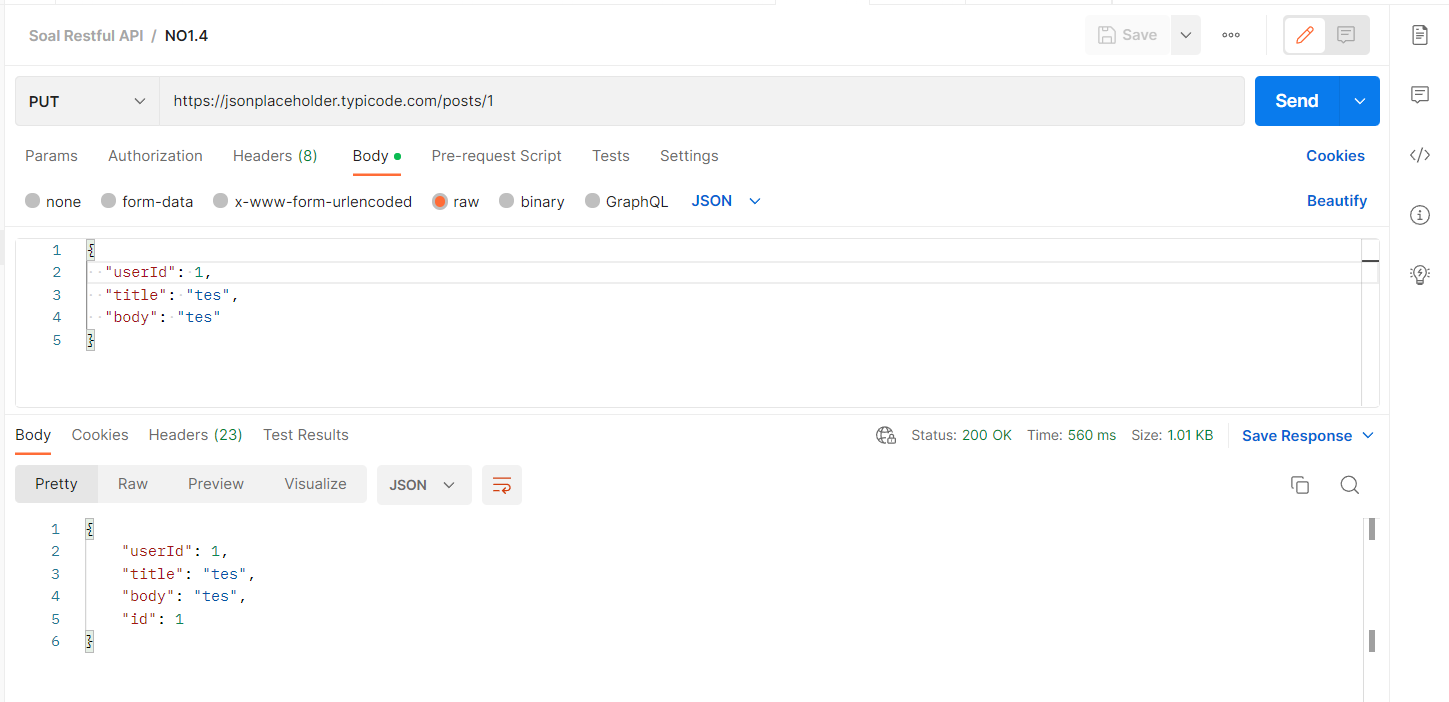 Soal Restful API / NO1.4
Save
PUT
https://jsonplaceholder.typicode.com/posts/1
Send
Params Authorization Headers (8) Body Pre-request Script Tests Settings Cookies
none form-data x-www-form-urlencoded raw binary GraphQL JSON Beautify
1 {
2 "userId": 1,
3 "title": "tes",
4 "body": "tes"
5 }
Body Cookies Headers (23) Test Results Status: 200 OK Time: 560 ms Size: 1.01 KB Save Response
Pretty Raw Preview Visualize JSON
1 {
2 "userId": 1,
3 "title": "tes",
4 "body": "tes",
5 "id": 1
6 }